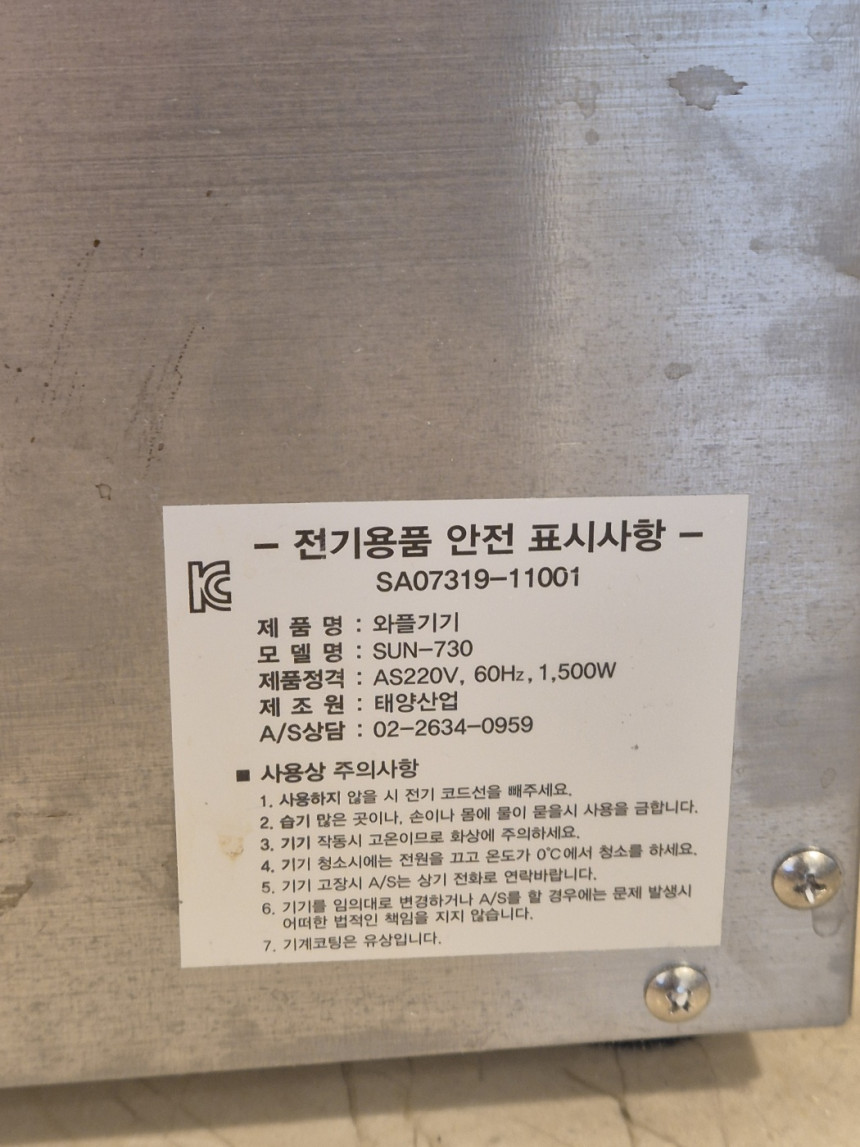 - 전기용품 안전 표시사항 -
SA07319-11001
제 품 명 : 와플기기
모 델 명 : SUN-730
제품정격 : AS220V, 60Hz, 1,500W
제 조 원 : 태양산업
A/S상담 : 02-2634-0959
■ 사용상 주의사항
1. 사용하지 않을 시 전기 코드선을 빼주세요.
2. 습기 많은 곳이나, 손이나 몸에 물이 묻을시 사용을 금합니다.
3. 기기 작동시 고온이므로 화상에 주의하세요.
4. 기기 청소시에는 전원을 끄고 온도가 0℃에서 청소를 하세요.
5. 기기 고장시 A/S는 상기 전화로 연락바랍니다.
6. 기기를 임의대로 변경하거나 A/S를 할 경우에는 문제 발생시
어떠한 법적인 책임을 지지 않습니다.
7. 기계코팅은 유상입니다.